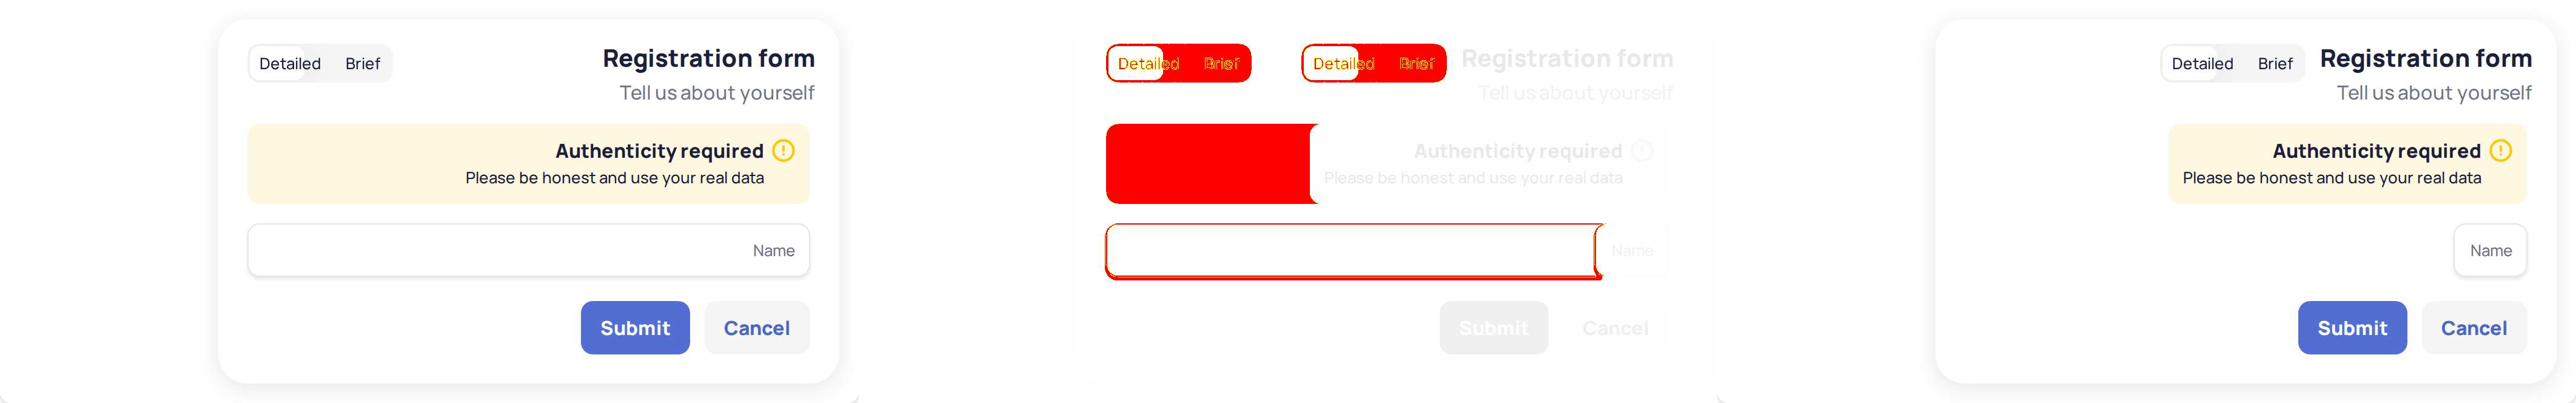 Detailed Brief Registration form
Tell us about yourself
Authenticity required
Please be honest and use your real data
Name
Submit Cancel
Detailed Brief Detailed Brief Registration form
Tell us about yourself
Authenticity required
Please be honest and use your real data
Name
Submit Cancel
Detailed Brief Registration form
Tell us about yourself
Authenticity required
Please be honest and use your real data
Name
Submit Cancel